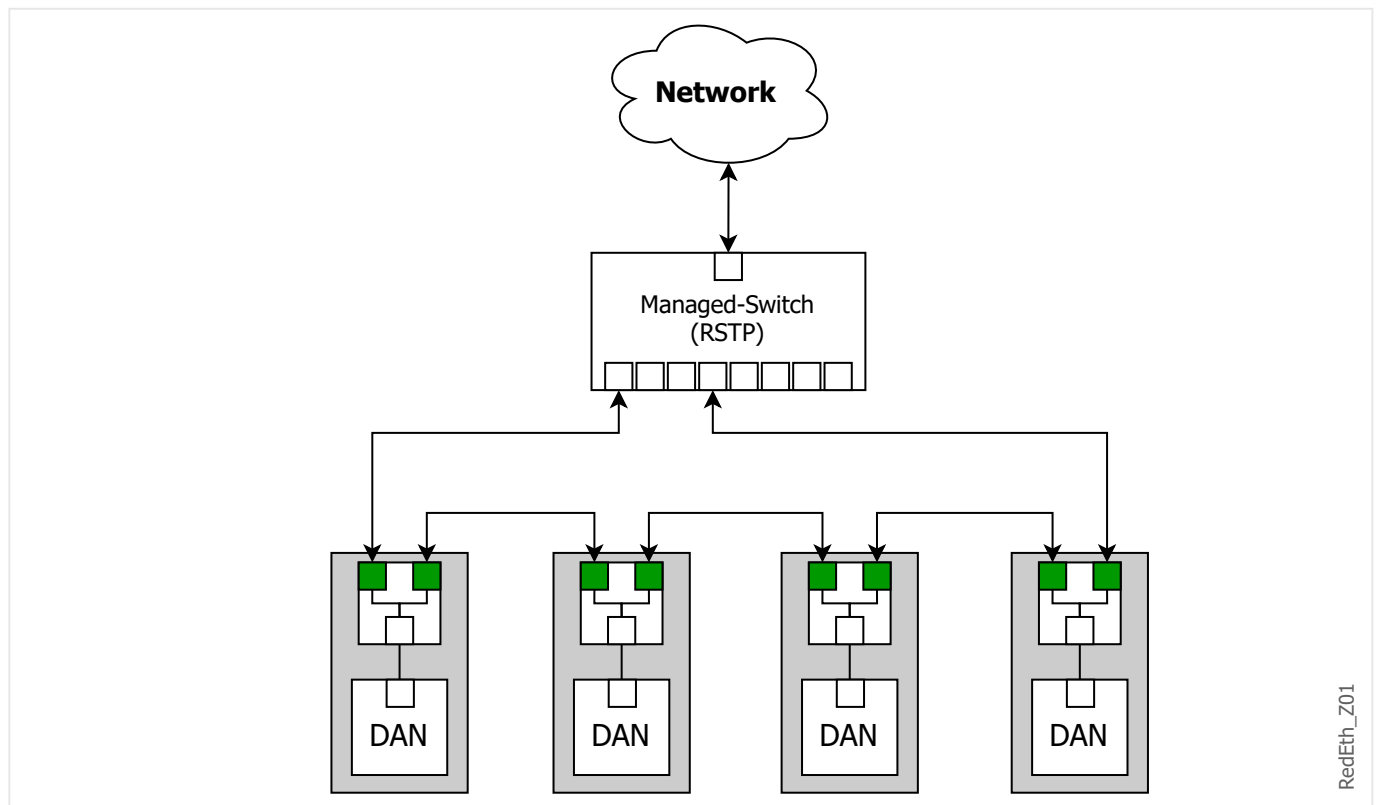 Network
Managed-Switch
(RSTP)
DAN
DAN
DAN
DAN
RedEth_Z01